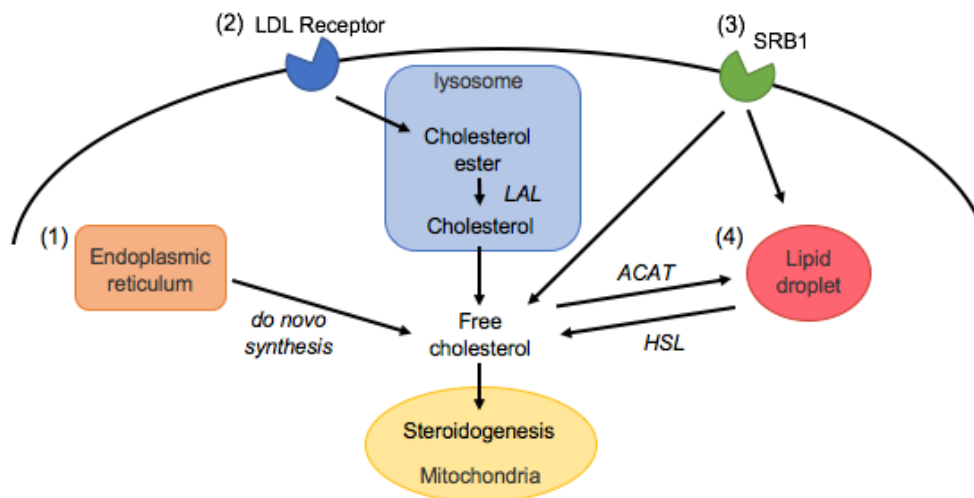 (2) LDL Receptor
(3)
SRB1
lysosome
Cholesterol
ester
LAL
Cholesterol
(1)
Endoplasmic
reticulum
(4)
Lipid
droplet
ACAT
do novo
synthesis
Free
cholesterol
HSL
Steroidogenesis
Mitochondria